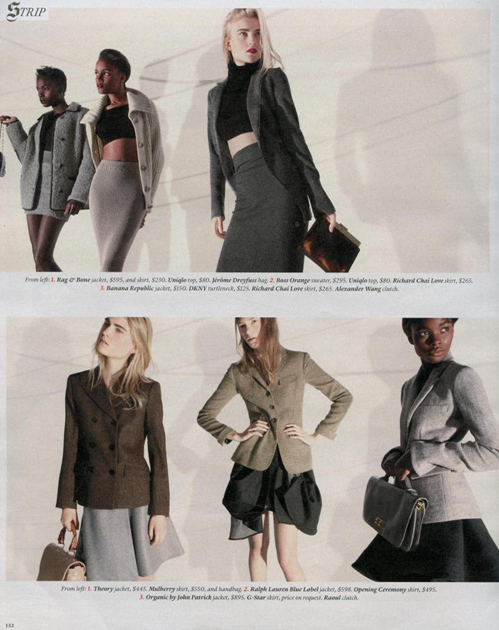 STRIP
From left: 1. Rag & Bone jacket, $595, and skirt, $230. Uniqlo top, $80. Jérôme Dreyfuss bag. 2. Boss Orange sweater, $295. Uniqlo top, $80. Richard Chai Love skirt, $265.
3. Banana Republic jacket, $150. DKNY turtleneck, $125. Richard Chai Love skirt, $265. Alexander Wang clutch.
From left: 1. Theory jacket, $445. Mulberry skirt, $550, and handbag. 2. Ralph Lauren Blue Label jacket, $598. Opening Ceremony skirt, $495.
3. Organic by John Patrick jacket, $895. G-Star skirt, price on request. Raoul clutch.
152